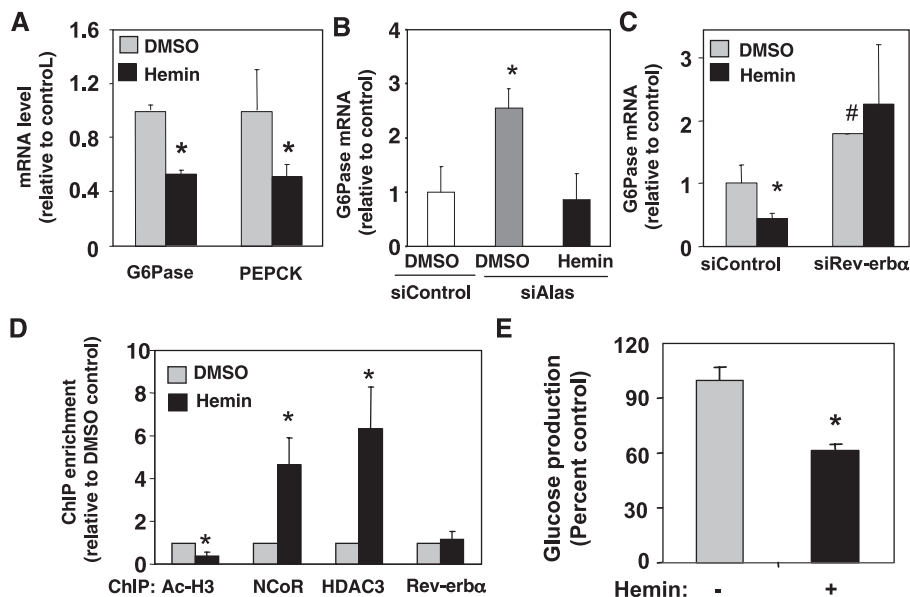 A
mRNA level
(relative to controL)
1.6
1.2
0.8
0.4
0
DMSO
Hemin
*
*
G6Pase PEPCK
B
G6Pase mRNA
(relative to control)
4
3
2
1
0
*
DMSO DMSO Hemin
siControl siAlas
C
G6Pase mRNA
(relative to control)
3
2
1
0
DMSO
Hemin
*
#
siControl siRev-erbα
D
ChIP enrichment
(relative to DMSO control)
10
8
6
4
2
0
DMSO
Hemin
*
*
*
ChIP: Ac-H3 NCoR HDAC3 Rev-erbα
E
Glucose production
(Percent control)
120
90
60
30
0
*
Hemin: - +